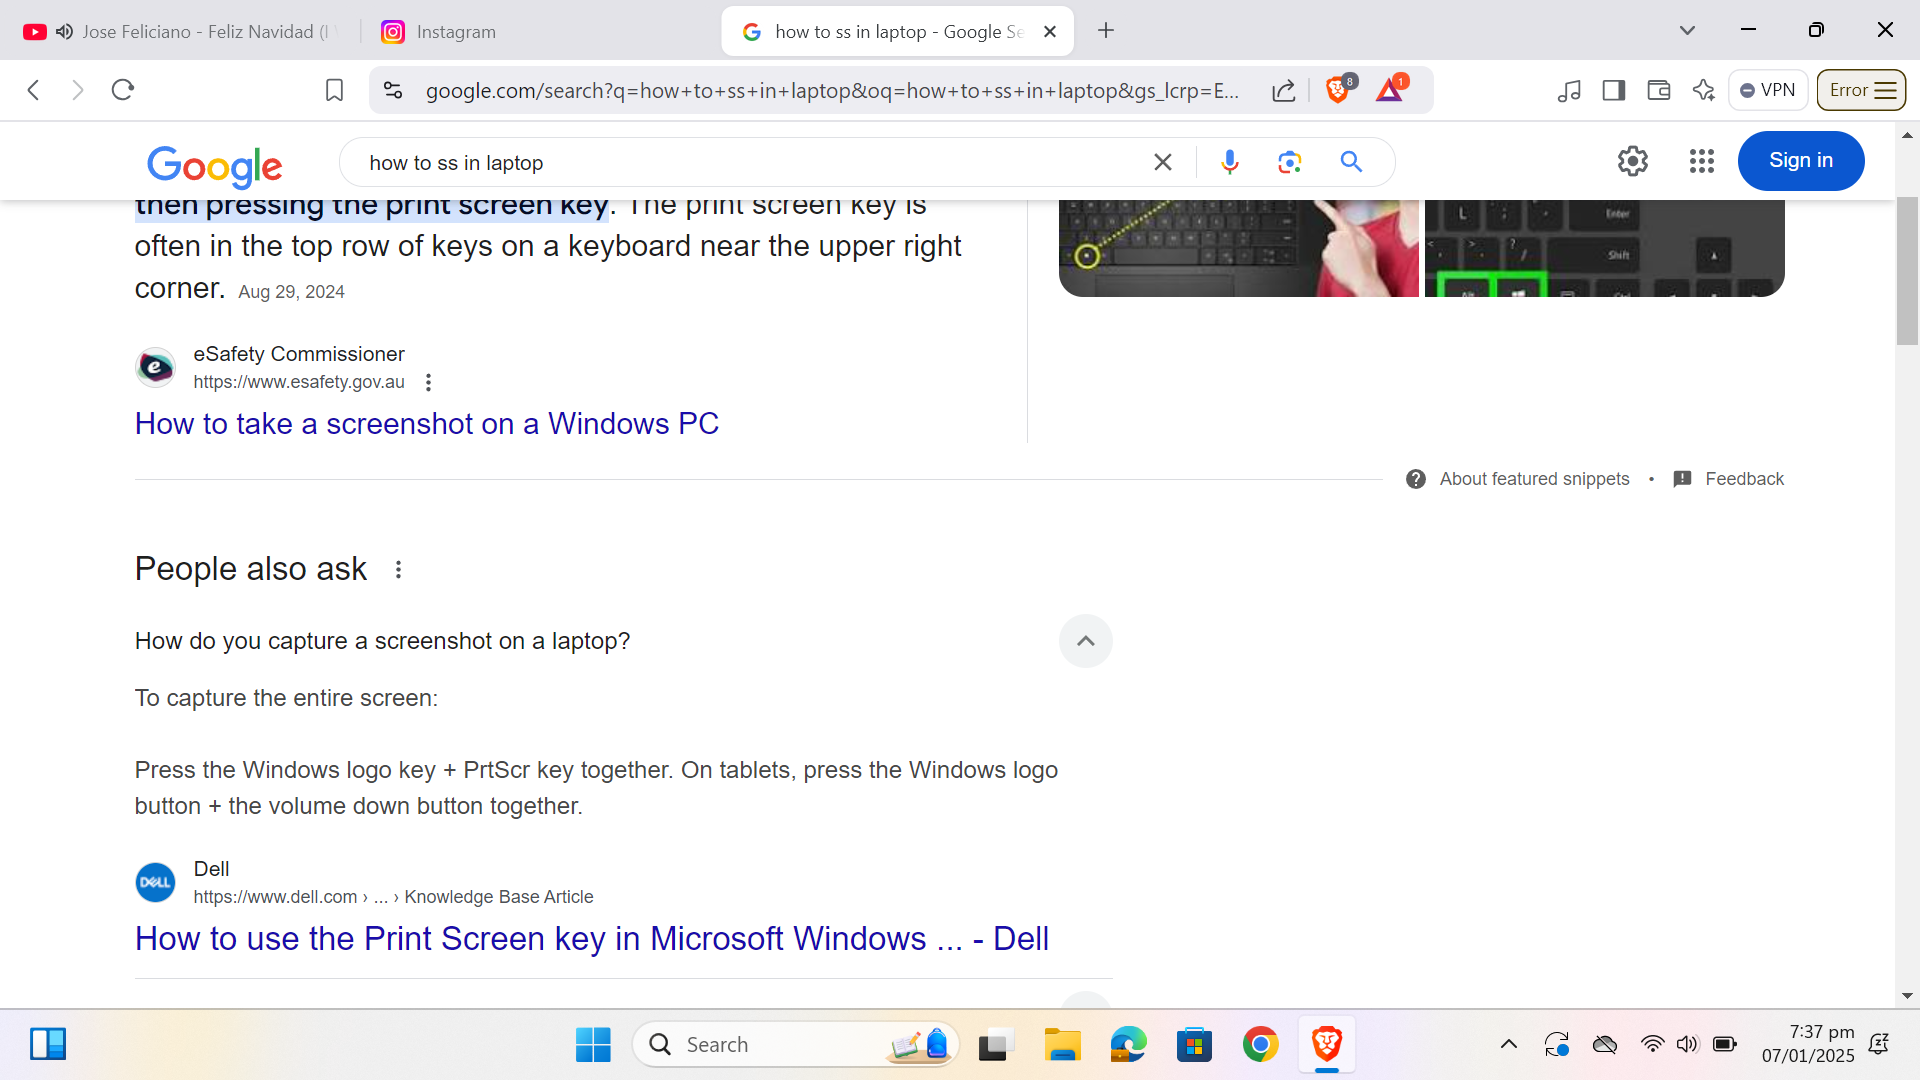 Jose Feliciano - Feliz Navidad (I
Instagram
how to ss in laptop - Google Se
google.com/search?q=how+to+ss+in+laptop&oq=how+to+ss+in+laptop&gs_lcrp=E...
8
1
VPN
Error
Google
how to ss in laptop
Sign in
then pressing the print screen key. The print screen key is
often in the top row of keys on a keyboard near the upper right
corner. Aug 29, 2024
L
Enter
Shift
Alt
Ctrl
eSafety Commissioner
https://www.esafety.gov.au
How to take a screenshot on a Windows PC
About featured snippets • Feedback
People also ask
How do you capture a screenshot on a laptop?
To capture the entire screen:
Press the Windows logo key + PrtScr key together. On tablets, press the Windows logo
button + the volume down button together.
DELL
Dell
https://www.dell.com › ... › Knowledge Base Article
How to use the Print Screen key in Microsoft Windows ... - Dell
Search
7:37 pm
07/01/2025